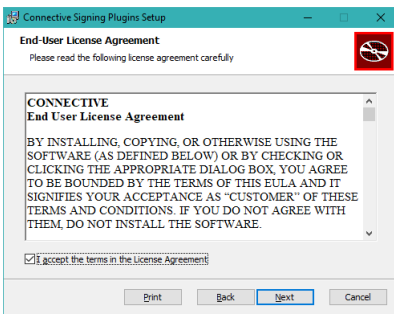 Connective Signing Plugins Setup
End-User License Agreement
Please read the following license agreement carefully
CONNECTIVE
End User License Agreement
BY INSTALLING, COPYING, OR OTHERWISE USING THE
SOFTWARE (AS DEFINED BELOW) OR BY CHECKING OR
CLICKING THE APPROPRIATE DIALOG BOX, YOU AGREE
TO BE BOUNDED BY THE TERMS OF THIS EULA AND IT
SIGNIFIES YOUR ACCEPTANCE AS “CUSTOMER” OF THESE
TERMS AND CONDITIONS. IF YOU DO NOT AGREE WITH
THEM, DO NOT INSTALL THE SOFTWARE.
I accept the terms in the License Agreement
Print Back Next Cancel